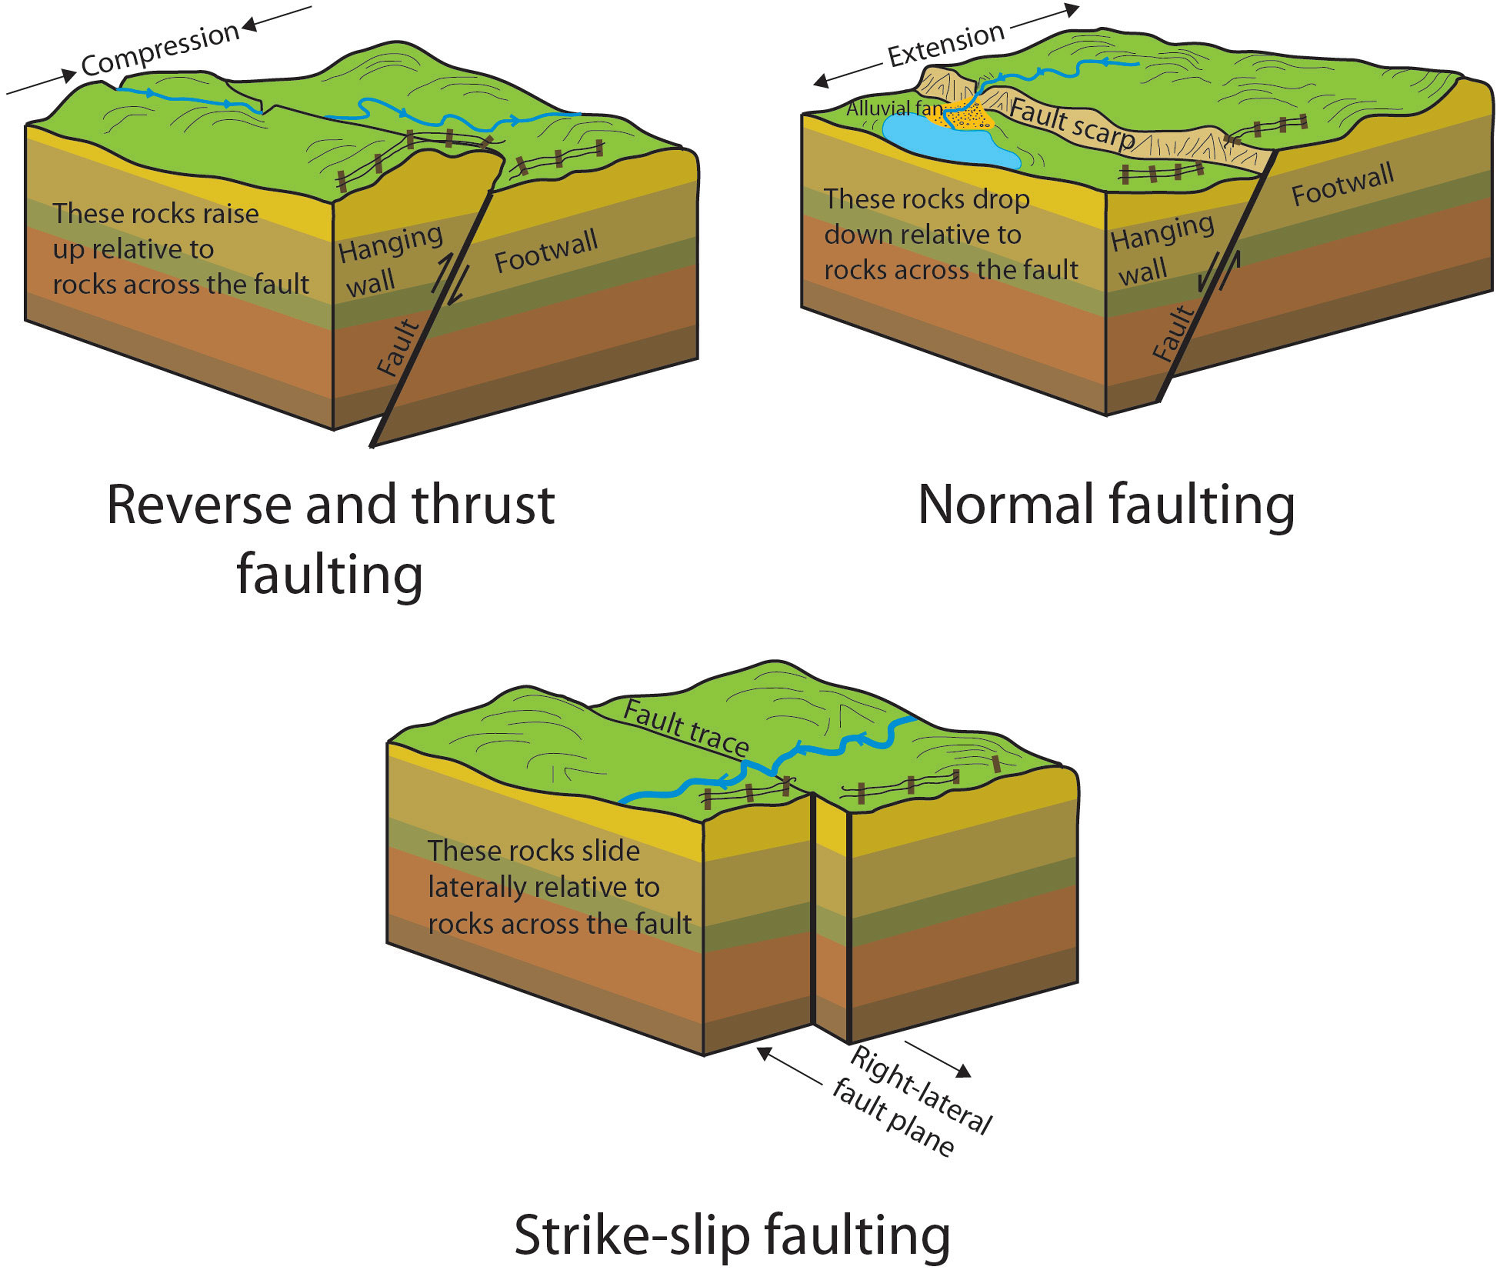 Compression
These rocks raise
up relative to
rocks across the fault
Hanging
wall
Footwall
Fault
Reverse and thrust
faulting
Extension
Alluvial fan
Fault scarp
These rocks drop
down relative to
rocks across the fault
Hanging
wall
Footwall
Fault
Normal faulting
Fault trace
These rocks slide
laterally relative to
rocks across the fault
Right-lateral
fault plane
Strike-slip faulting